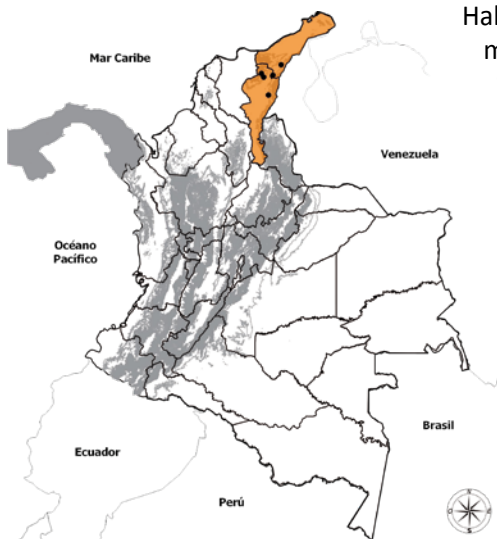 Hal
m
Mar Caribe
Venezuela
Océano
Pacífico
Brasil
Ecuador
Perú
N
O
E
S